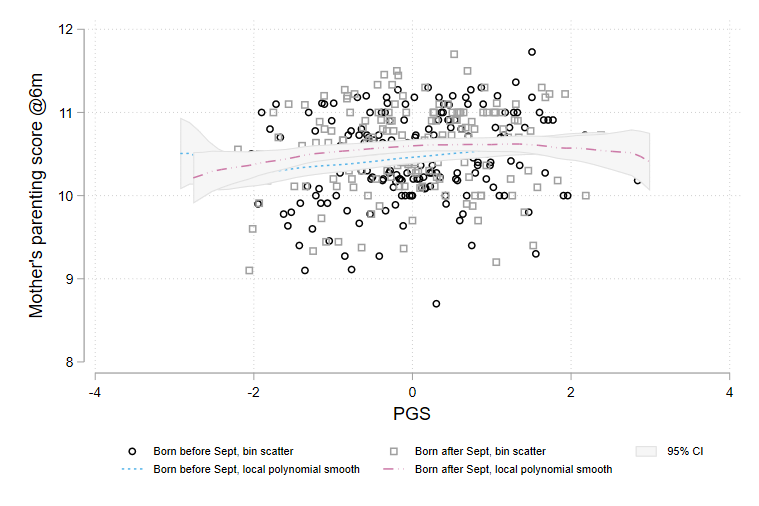 Mother's parenting score @6m
12
11
10
9
8
-4 -2 0 2 4
PGS
Born before Sept, bin scatter Born after Sept, bin scatter 95% CI
Born before Sept, local polynomial smooth Born after Sept, local polynomial smooth